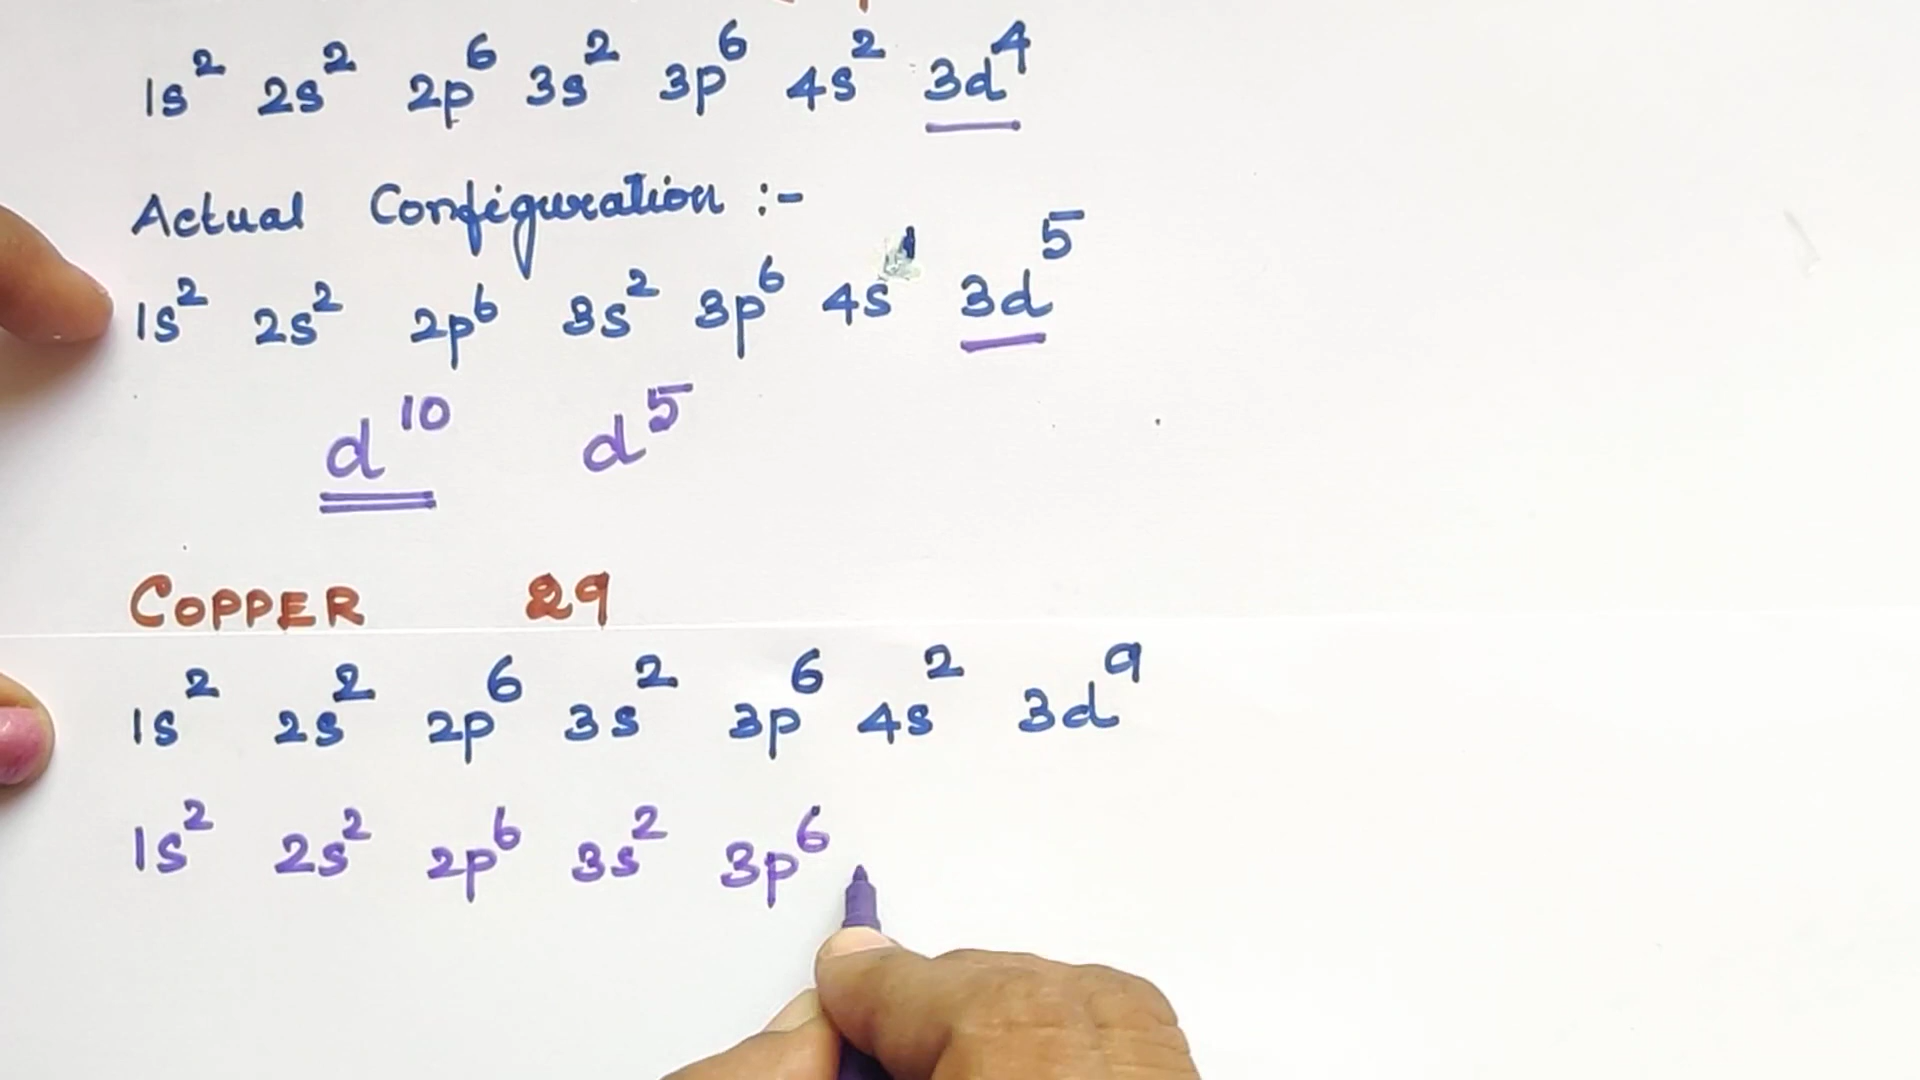 1s² 2s² 2p⁶ 3s² 3p⁶ 4s² 3d⁴
Actual Configuration :-
1s² 2s² 2p⁶ 3s² 3p⁶ 4s¹ 3d⁵
d¹⁰ d⁵
COPPER 29
1s² 2s² 2p⁶ 3s² 3p⁶ 4s² 3d⁹
1s² 2s² 2p⁶ 3s² 3p⁶